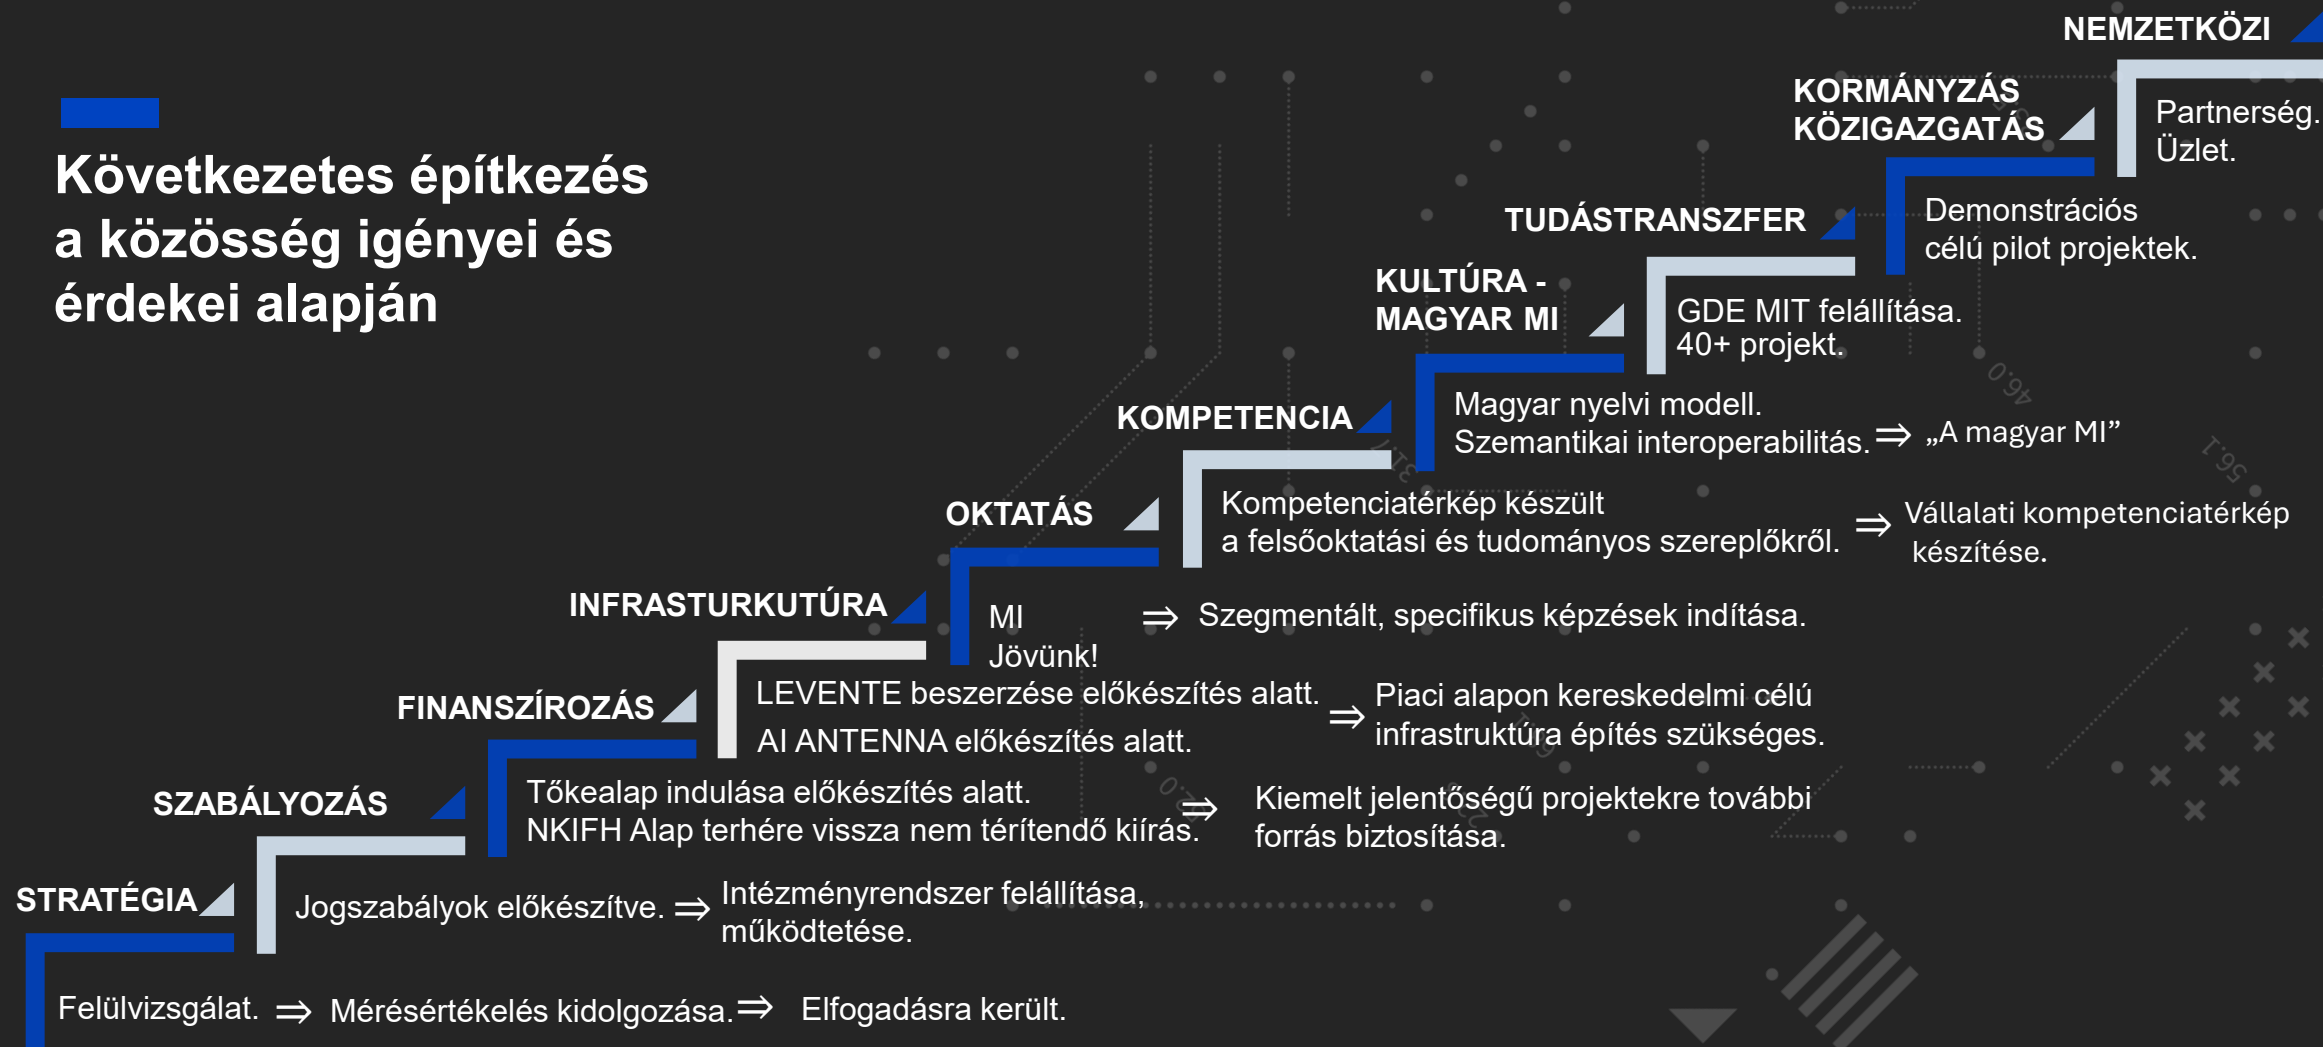 Következetes építkezés
a közösség igényei és
érdekei alapján
NEMZETKÖZI
Partnerség.
Üzlet.
KORMÁNYZÁS
KÖZIGAZGATÁS
Demonstrációs
célú pilot projektek.
TUDÁSTRANSZFER
GDE MIT felállítása.
40+ projekt.
KULTÚRA -
MAGYAR MI
Magyar nyelvi modell.
Szemantikai interoperabilitás. ⇒ „A magyar MI”
KOMPETENCIA
Kompetenciatérkép készült
a felsőoktatási és tudományos szereplőkről. ⇒ Vállalati kompetenciatérkép
készítése.
OKTATÁS
MI ⇒ Szegmentált, specifikus képzések indítása.
Jövünk!
INFRASTURKUTÚRA
LEVENTE beszerzése előkészítés alatt.
AI ANTENNA előkészítés alatt.
⇒ Piaci alapon kereskedelmi célú
infrastruktúra építés szükséges.
FINANSZÍROZÁS
Tőkealap indulása előkészítés alatt.
NKIFH Alap terhére vissza nem térítendő kiírás.
⇒ Kiemelt jelentőségű projektekre további
forrás biztosítása.
SZABÁLYOZÁS
Jogszabályok előkészítve. ⇒ Intézményrendszer felállítása,
működtetése.
STRATÉGIA
Felülvizsgálat. ⇒ Mérésértékelés kidolgozása. ⇒ Elfogadásra került.
46.0
56.1